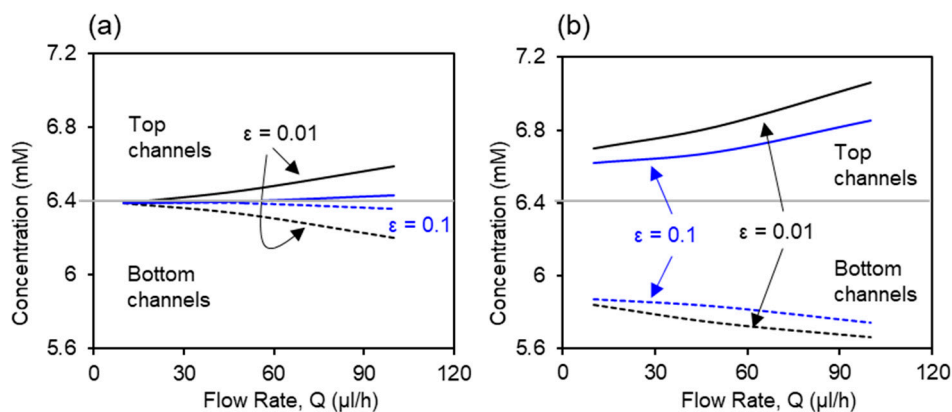 (a)
7.2
6.8
6.4
6
5.6
Concentration (mM)
Top
channels
ε = 0.01
ε = 0.1
Bottom
channels
0
30
60
90
120
Flow Rate, Q (µl/h)
(b)
7.2
6.8
6.4
6
5.6
Concentration (mM)
Top
channels
ε = 0.1
ε = 0.01
Bottom
channels
0
30
60
90
120
Flow Rate, Q (µl/h)